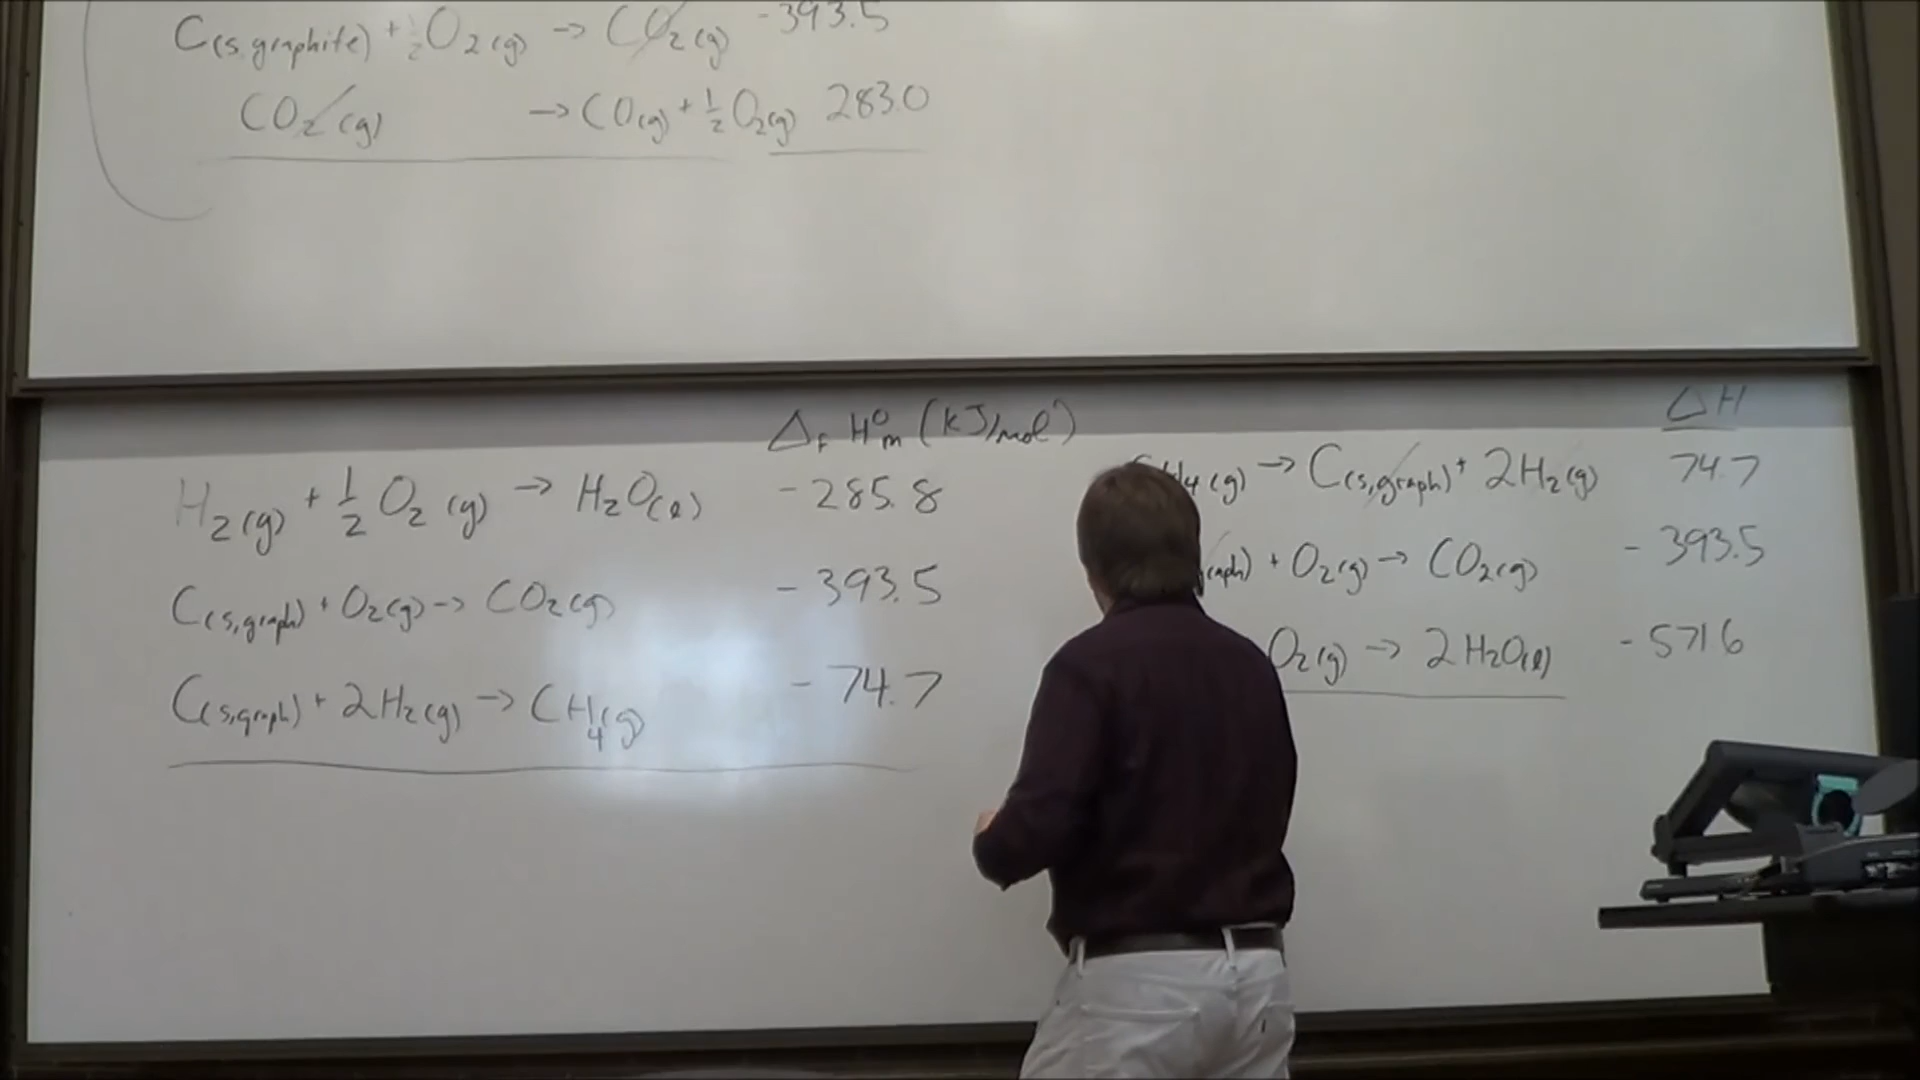 C(s, graphite) + ½O₂(g) → CO₂(g) -393.5
CO₂(g) → CO(g) + ½O₂(g) 283.0
ΔfH°m (kJ/mol)
H₂(g) + ½O₂(g) → H₂O(l) -285.8
C(s,graph) + O₂(g) → CO₂(g) -393.5
C(s,graph) + 2H₂(g) → CH₄(g) -74.7
ΔH
₄(g) → C(s,graph) + 2H₂(g) 74.7
raph) + O₂(g) → CO₂(g) -393.5
O₂(g) → 2H₂O(l) -571.6